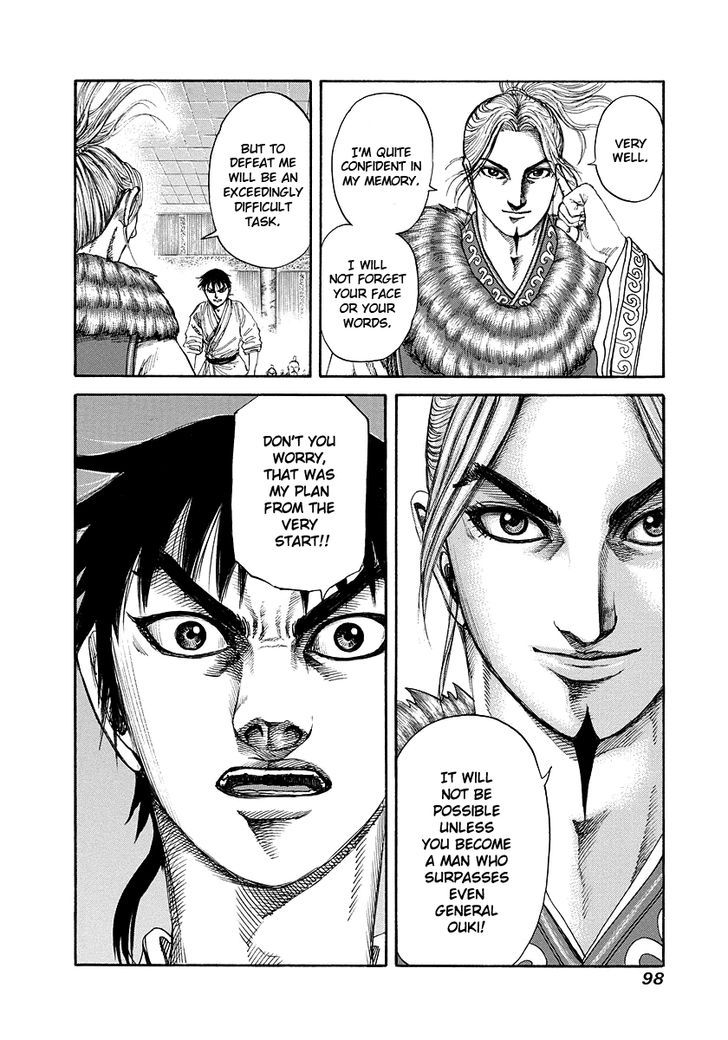 VERY
WELL.
I'M QUITE
CONFIDENT IN
MY MEMORY.
I WILL
NOT FORGET
YOUR FACE
OR YOUR
WORDS.
BUT TO
DEFEAT ME
WILL BE AN
EXCEEDINGLY
DIFFICULT
TASK.
IT WILL
NOT BE
POSSIBLE
UNLESS
YOU BECOME
A MAN WHO
SURPASSES
EVEN
GENERAL
OUKI!
DON'T YOU
WORRY,
THAT WAS
MY PLAN
FROM THE
VERY
START!!
98